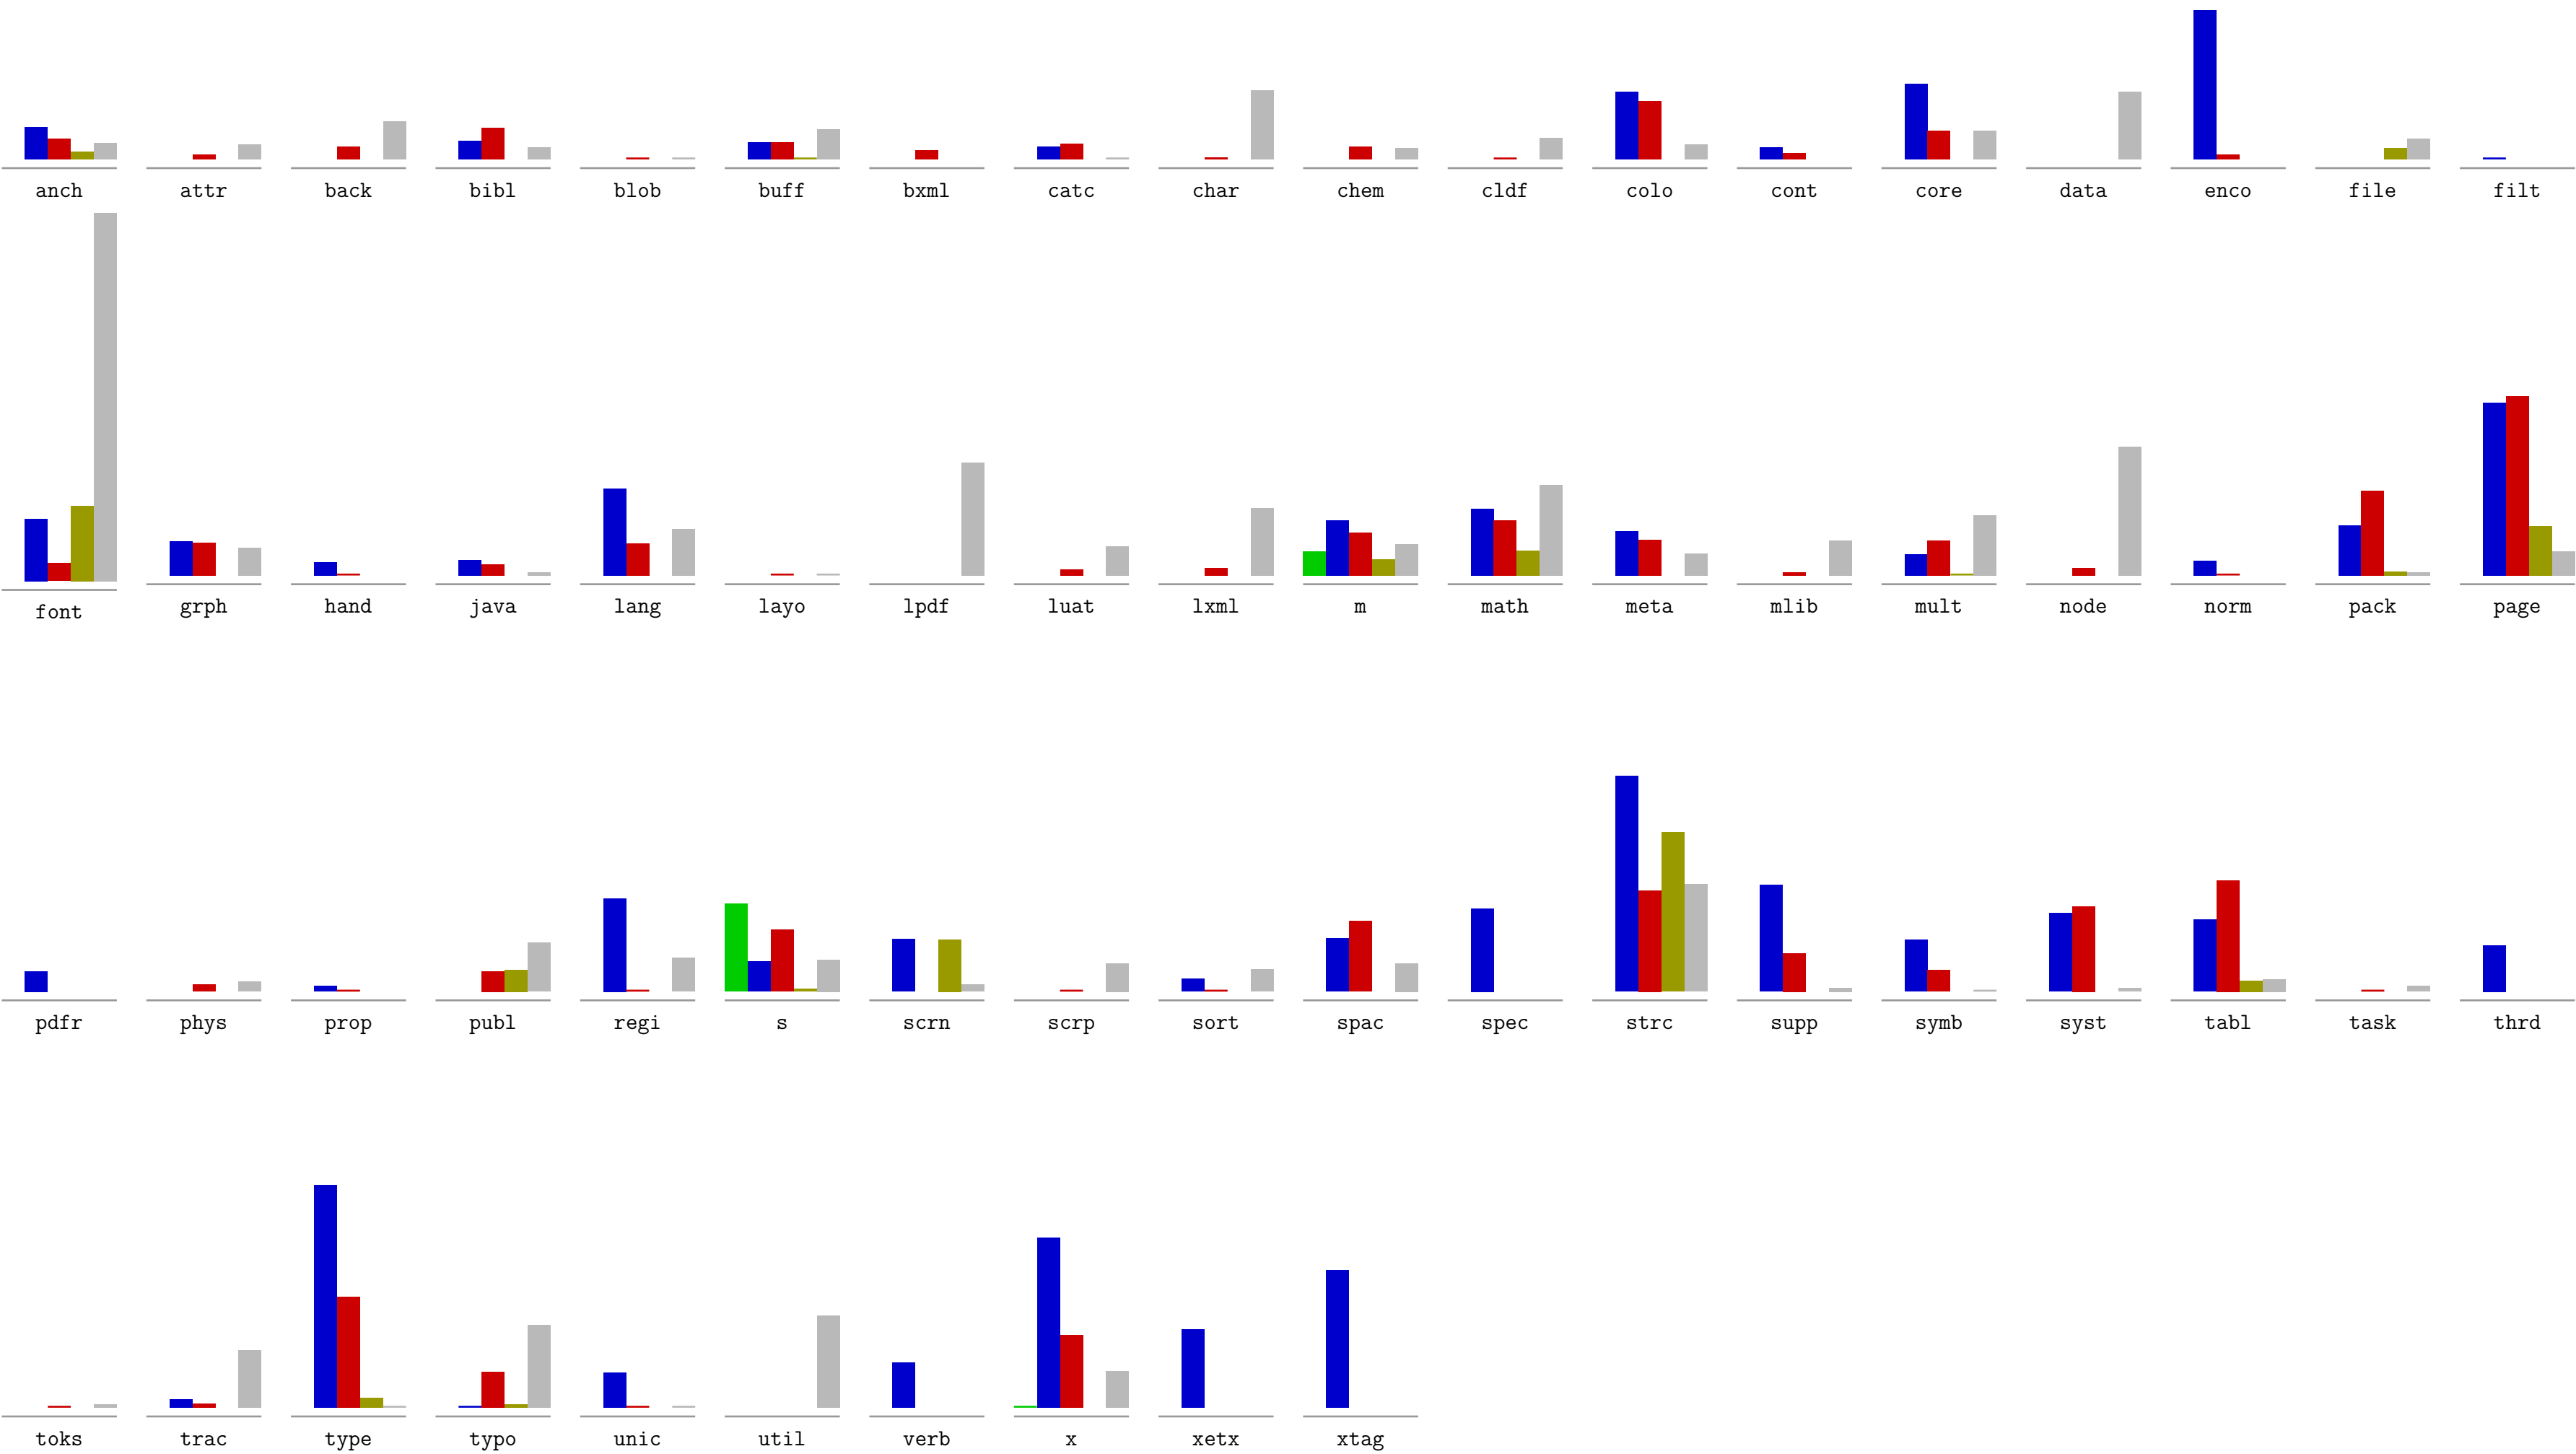 anch attr back bibl blob buff bxml catc char chem cldf colo cont core data enco file filt
font grph hand java lang layo lpdf luat lxml m math meta mlib mult node norm pack page
pdfr phys prop publ regi s scrn scrp sort spac spec strc supp symb syst tabl task thrd
toks trac type typo unic util verb x xetx xtag